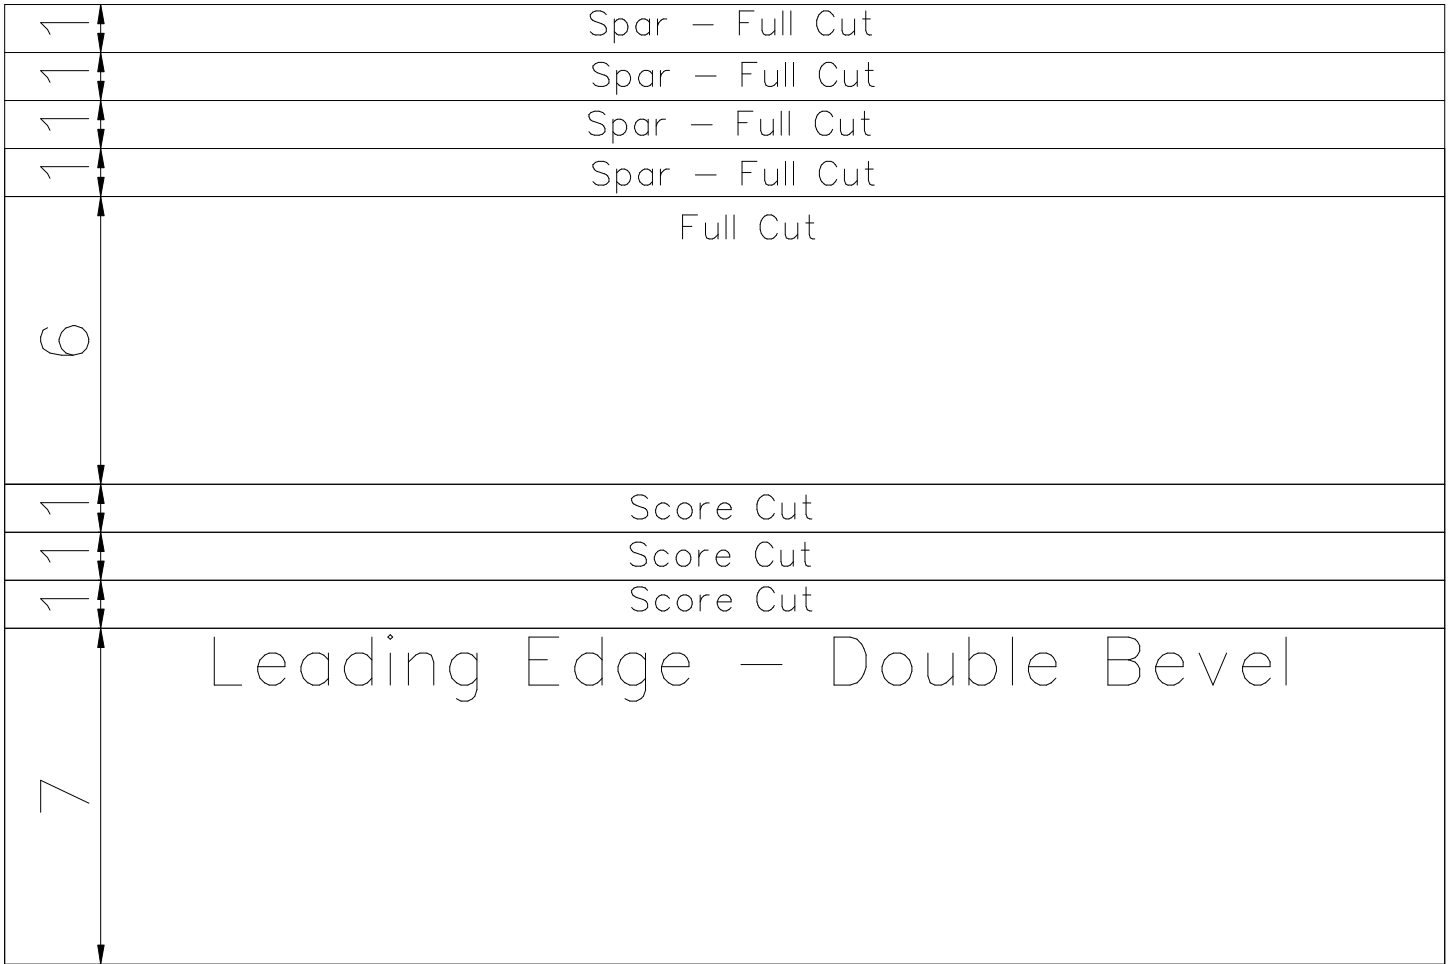 1 Spar – Full Cut
1 Spar – Full Cut
1 Spar – Full Cut
1 Spar – Full Cut
Full Cut
6
1 Score Cut
1 Score Cut
1 Score Cut
Leading Edge – Double Bevel
7